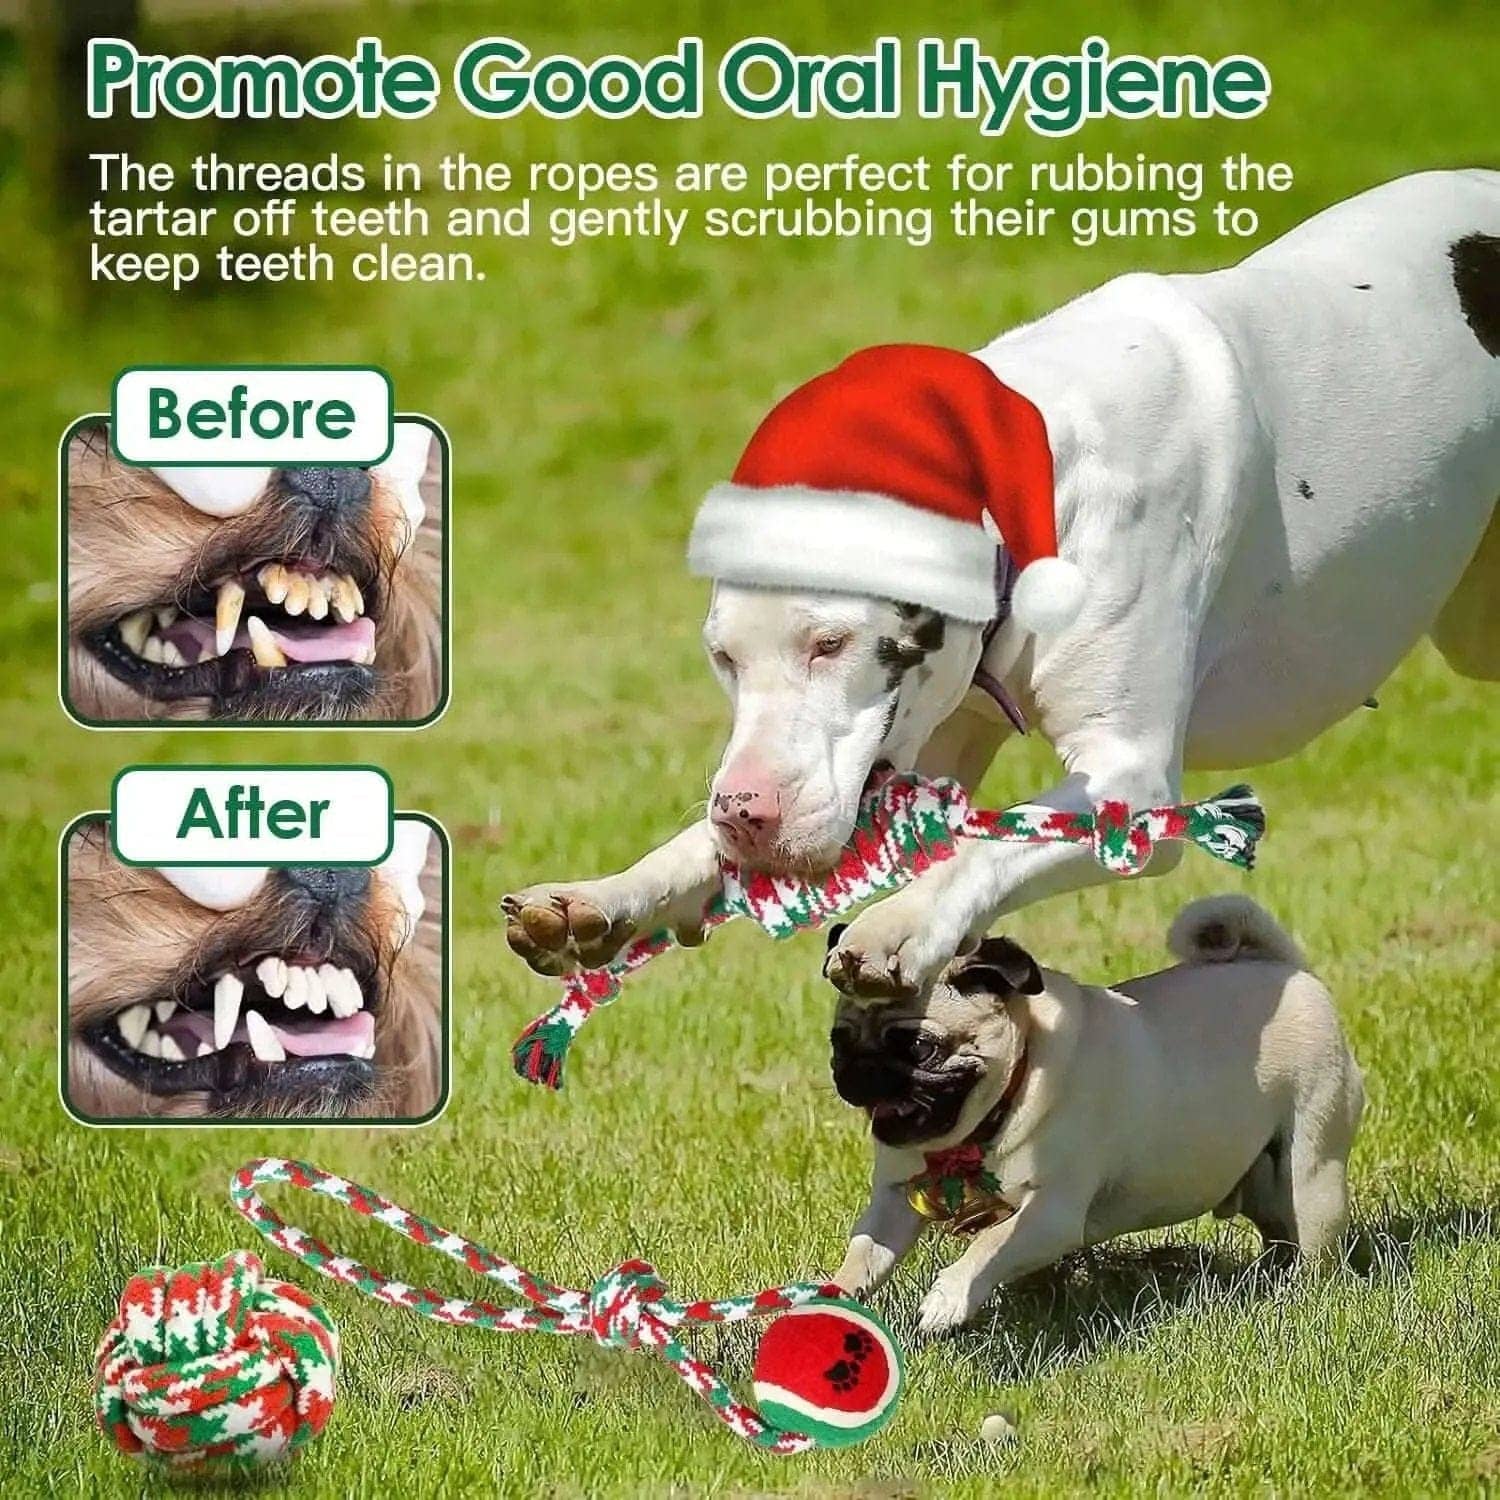 Promote Good Oral Hygiene
The threads in the ropes are perfect for rubbing the
tartar off teeth and gently scrubbing their gums to
keep teeth clean.
Before
After